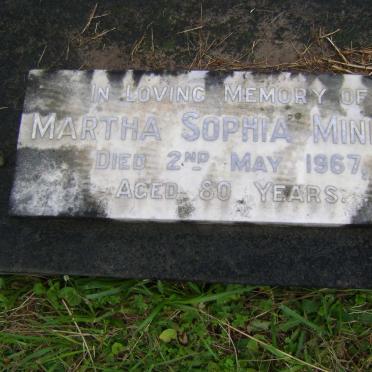 IN LOVING MEMORY OF
MARTHA SOPHIA
DIED 2ND MAY 1967.
AGED 80 YEARS.